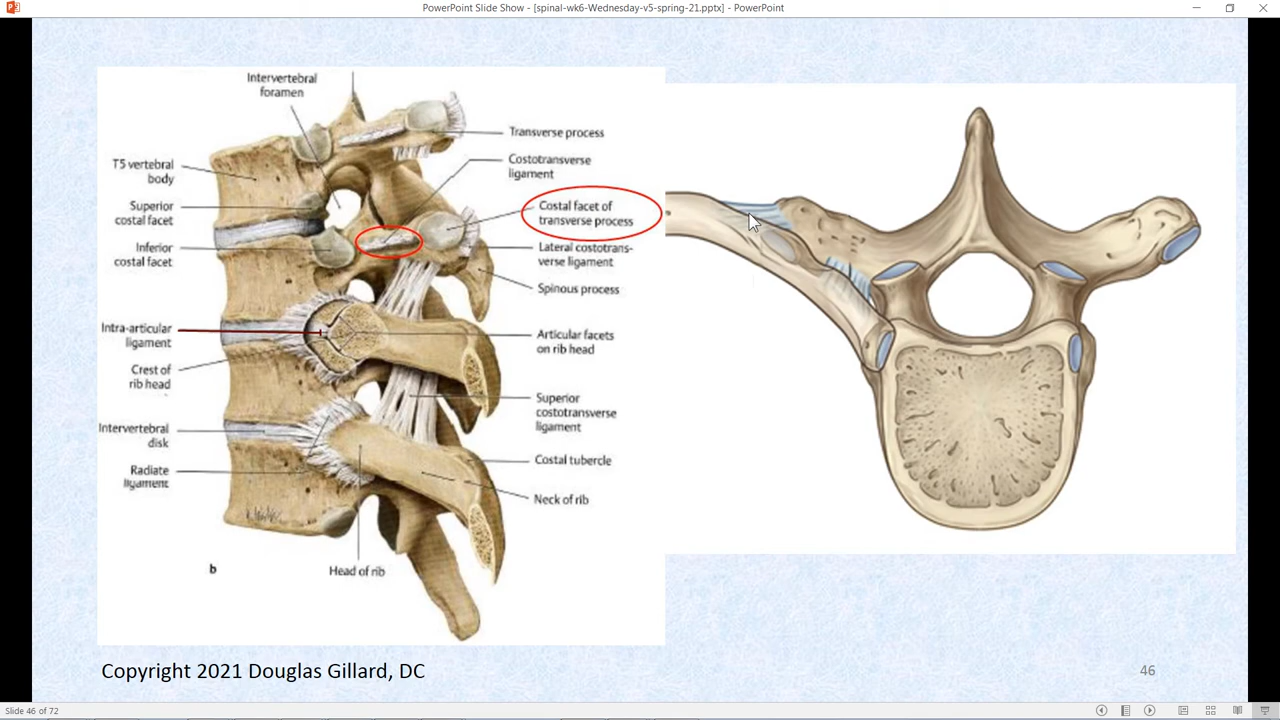 PowerPoint Slide Show - [spinal-wk6-Wednesday-v5-spring-21.pptx] - PowerPoint
Intervertebral
foramen
T5 vertebral
body
Superior
costal facet
Inferior
costal facet
Intra-articular
ligament
Crest of
rib head
Intervertebral
disk
Radiate
ligament
b
Head of rib
Transverse process
Costotransverse
ligament
Costal facet of
transverse process
Lateral costotrans-
verse ligament
Spinous process
Articular facets
on rib head
Superior
costotransverse
ligament
Costal tubercle
Neck of rib
Copyright 2021 Douglas Gillard, DC
46
Slide 46 of 72